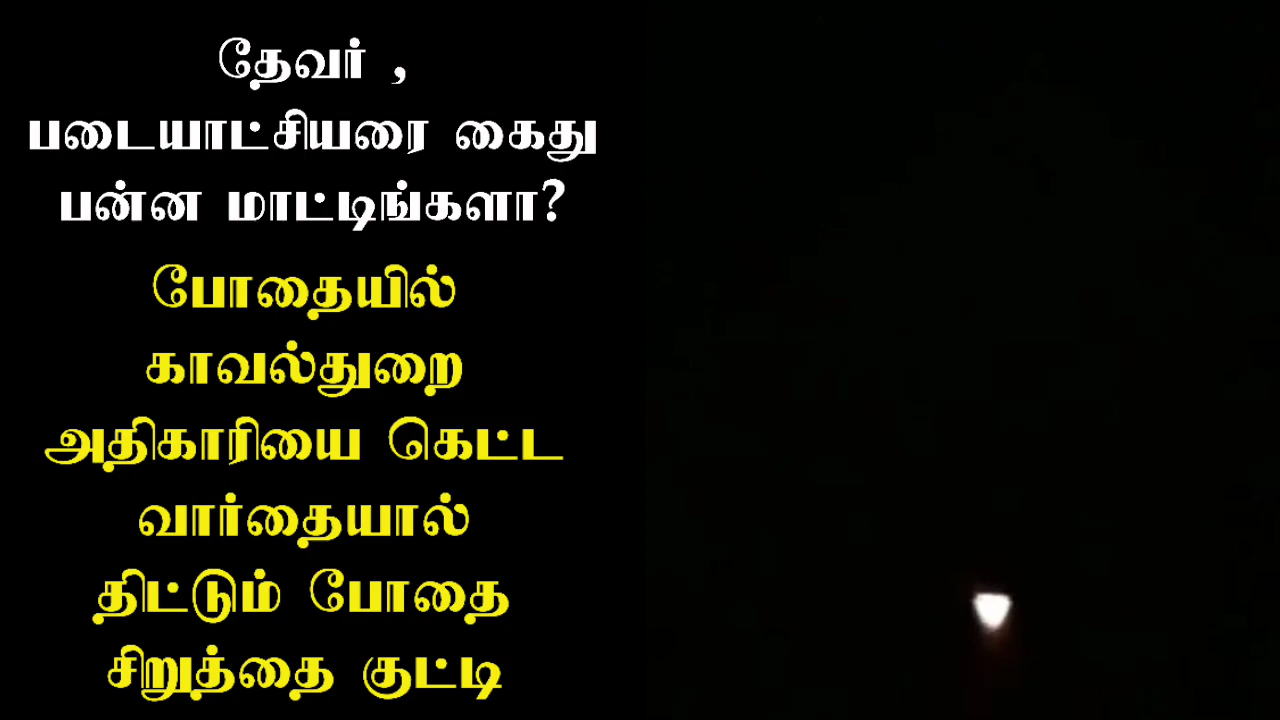 தேவர் ,
படையாட்சியரை கைது
பன்ன மாட்டிங்களா?
போதையில்
காவல்துறை
அதிகாரியை கெட்ட
வார்தையால்
திட்டும் போதை
சிறுத்தை குட்டி